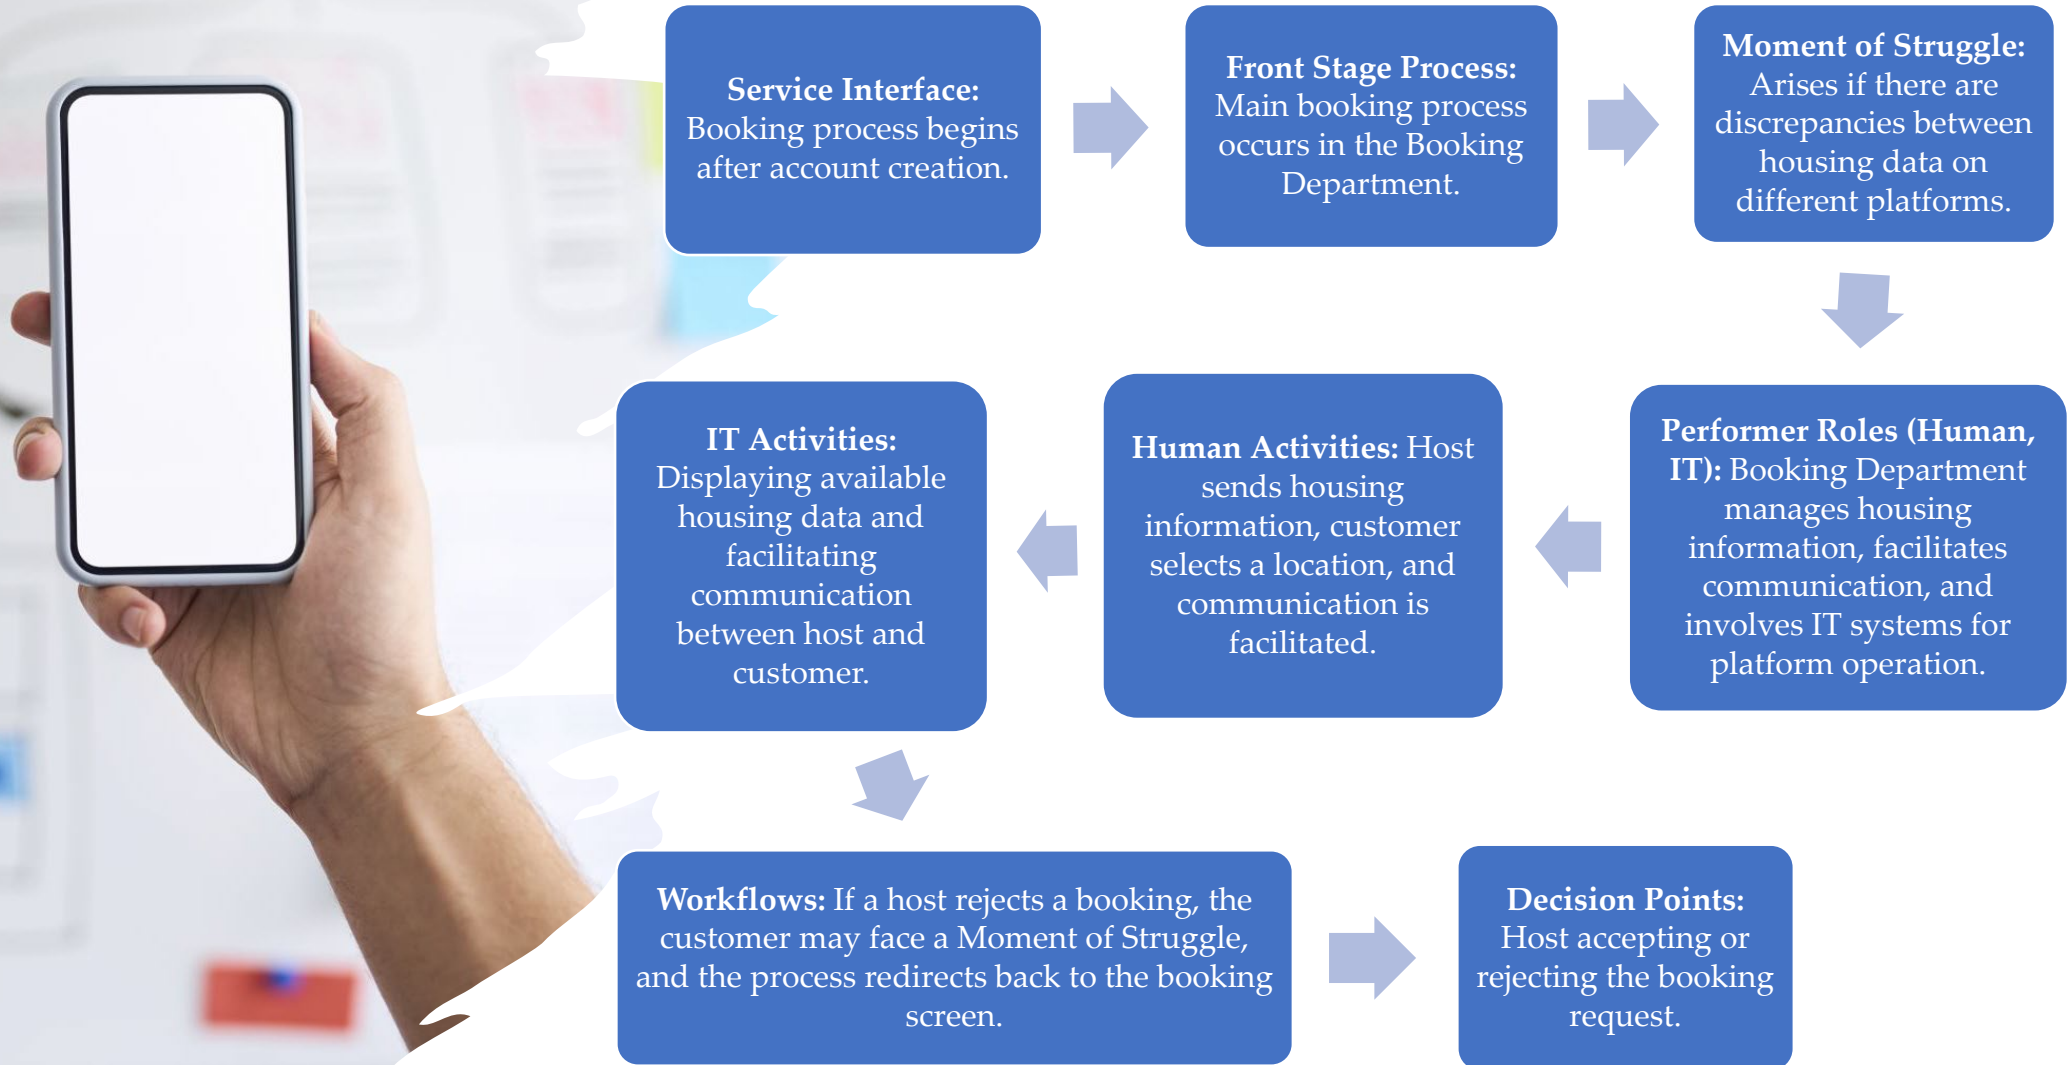 Service Interface:
Booking process begins
after account creation.
Front Stage Process:
Main booking process
occurs in the Booking
Department.
Moment of Struggle:
Arises if there are
discrepancies between
housing data on
different platforms.
Performer Roles (Human,
IT): Booking Department
manages housing
information, facilitates
communication, and
involves IT systems for
platform operation.
Human Activities: Host
sends housing
information, customer
selects a location, and
communication is
facilitated.
IT Activities:
Displaying available
housing data and
facilitating
communication
between host and
customer.
Workflows: If a host rejects a booking, the
customer may face a Moment of Struggle,
and the process redirects back to the booking
screen.
Decision Points:
Host accepting or
rejecting the booking
request.